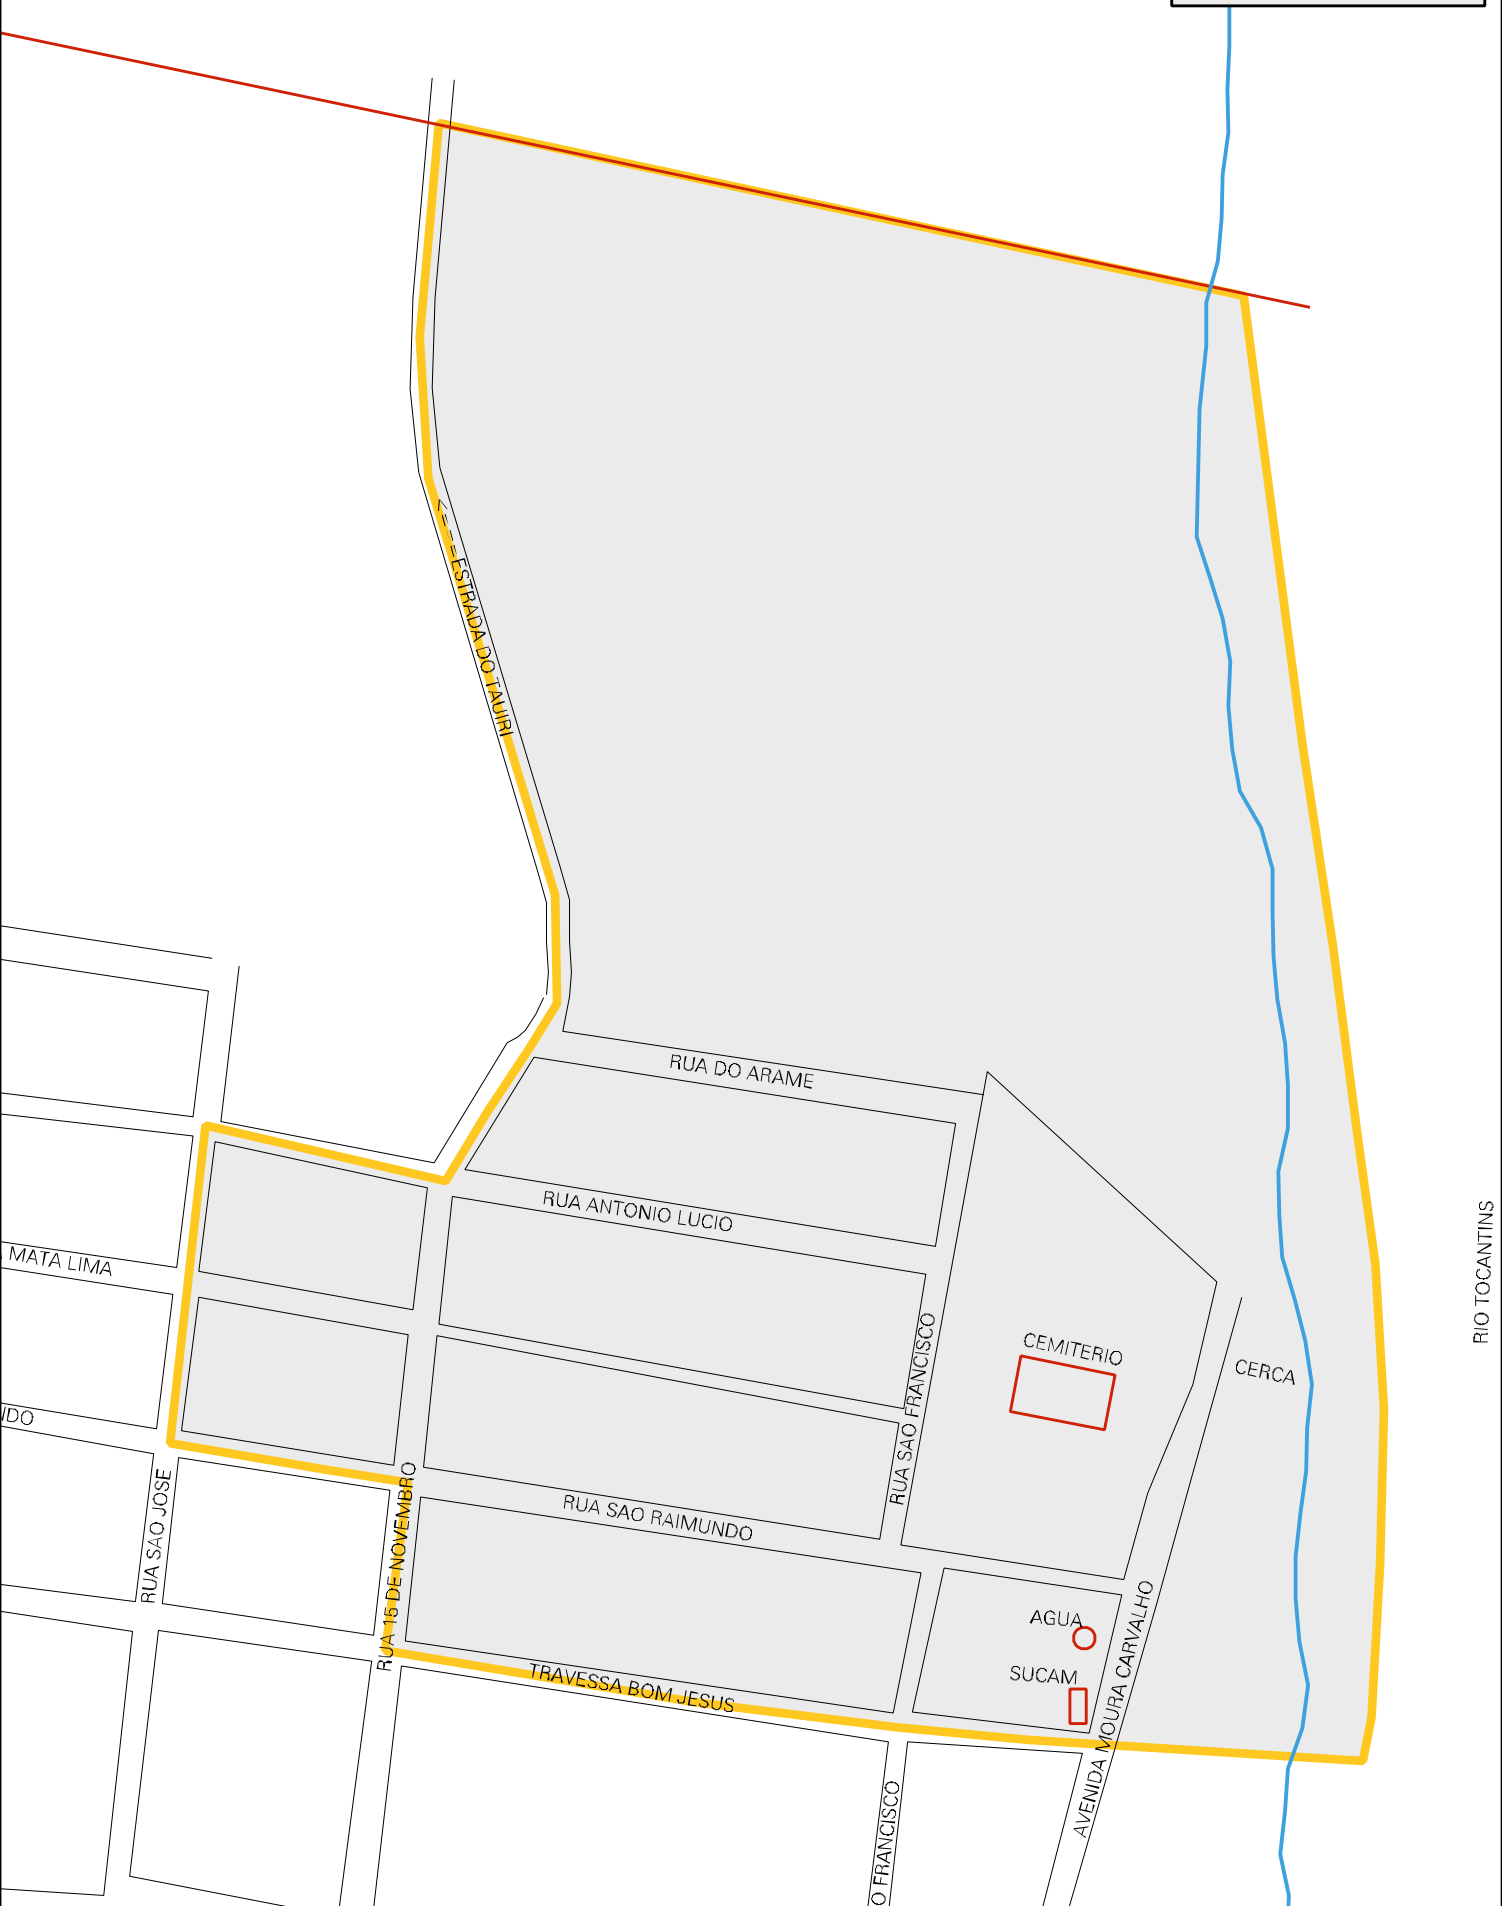 <----ESTRADA DO TAUIRI
RUA DO ARAME
RUA ANTONIO LUCIO
MATA LIMA
RIO TOCANTINS
CEMITERIO
CERCA
RUA SAO FRANCISCO
NDO
RUA SAO JOSE
RUA 15 DE NOVEMBRO
RUA SAO RAIMUNDO
AGUA
SUCAM
AVENIDA MOURA CARVALHO
TRAVESSA BOM JESUS
O FRANCISCO